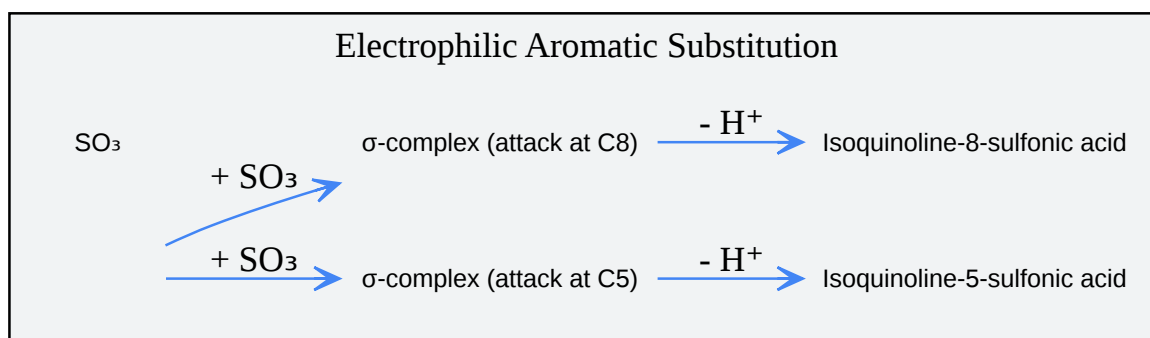 Electrophilic Aromatic Substitution
SO₃
σ-complex (attack at C8)
- H⁺
Isoquinoline-8-sulfonic acid
+ SO₃
+ SO₃
σ-complex (attack at C5)
- H⁺
Isoquinoline-5-sulfonic acid